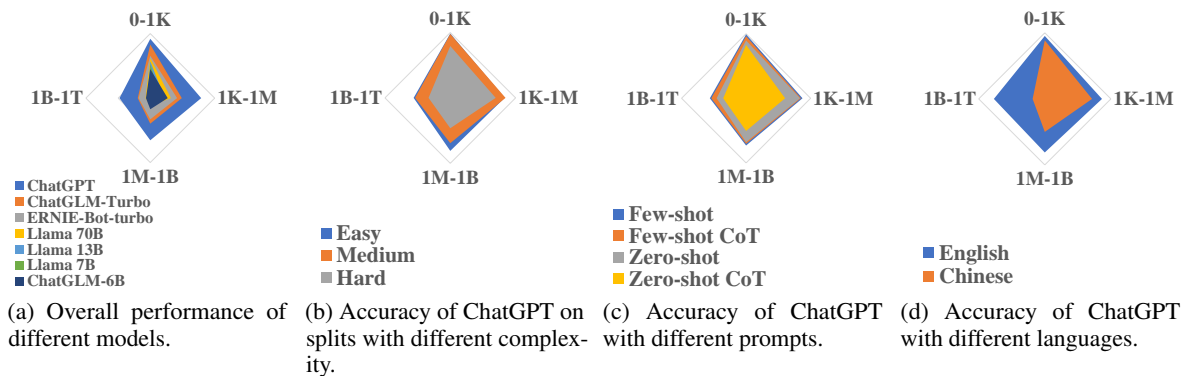 0-1K
1B-1T
1K-1M
1M-1B
ChatGPT
ChatGLM-Turbo
ERNIE-Bot-turbo
Llama 70B
Llama 13B
Llama 7B
ChatGLM-6B
(a) Overall performance of
different models.
0-1K
1B-1T
1K-1M
1M-1B
Easy
Medium
Hard
(b) Accuracy of ChatGPT on
splits with different complex-
ity.
0-1K
1B-1T
1K-1M
1M-1B
Few-shot
Few-shot CoT
Zero-shot
Zero-shot CoT
(c) Accuracy of ChatGPT
with different prompts.
0-1K
1B-1T
1K-1M
1M-1B
English
Chinese
(d) Accuracy of ChatGPT
with different languages.